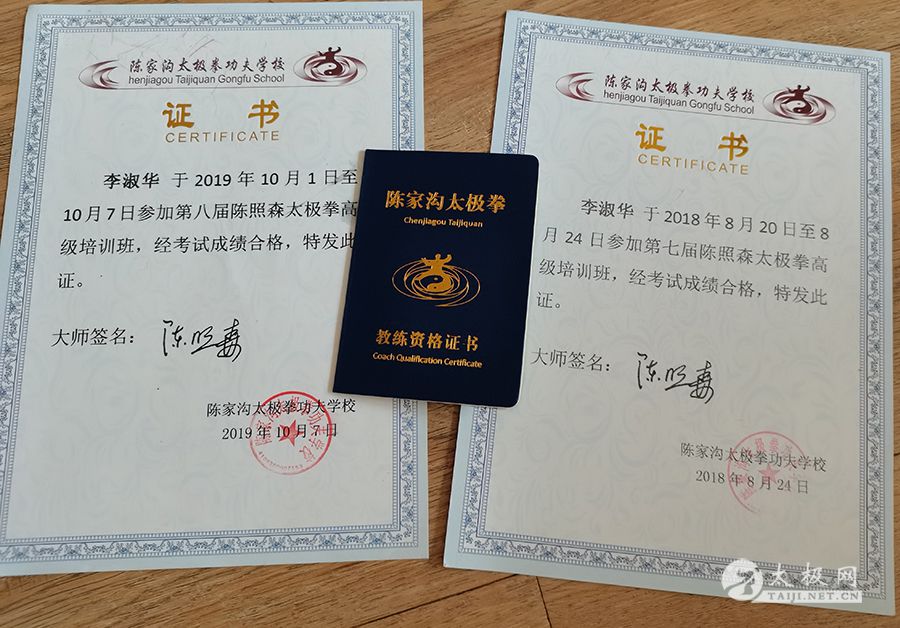 陈家沟太极拳功夫学校
henjiagou Taijiquan Gongfu School
证书
CERTIFICATE
李淑华 于 2019 年 10 月 1 日至
10 月 7 日参加第八届陈照森太极拳高
级培训班，经考试成绩合格，特发此
证。
大师签名：
陈家沟太极拳功夫学校
2019 年 10 月 7 日
陈家沟太极拳
Chenjiagou Taijiquan
教练资格证书
Coach Qualification Certificate
陈家沟太极拳功夫学校
henjiagou Taijiquan Gongfu School
证书
CERTIFICATE
李淑华 于 2018 年 8 月 20 日至 8
月 24 日参加第七届陈照森太极拳高
级培训班，经考试成绩合格，特发此
证。
大师签名：
陈家沟太极拳功夫学校
2018 年 8 月 24 日
太极网
TAIJI.NET.CN